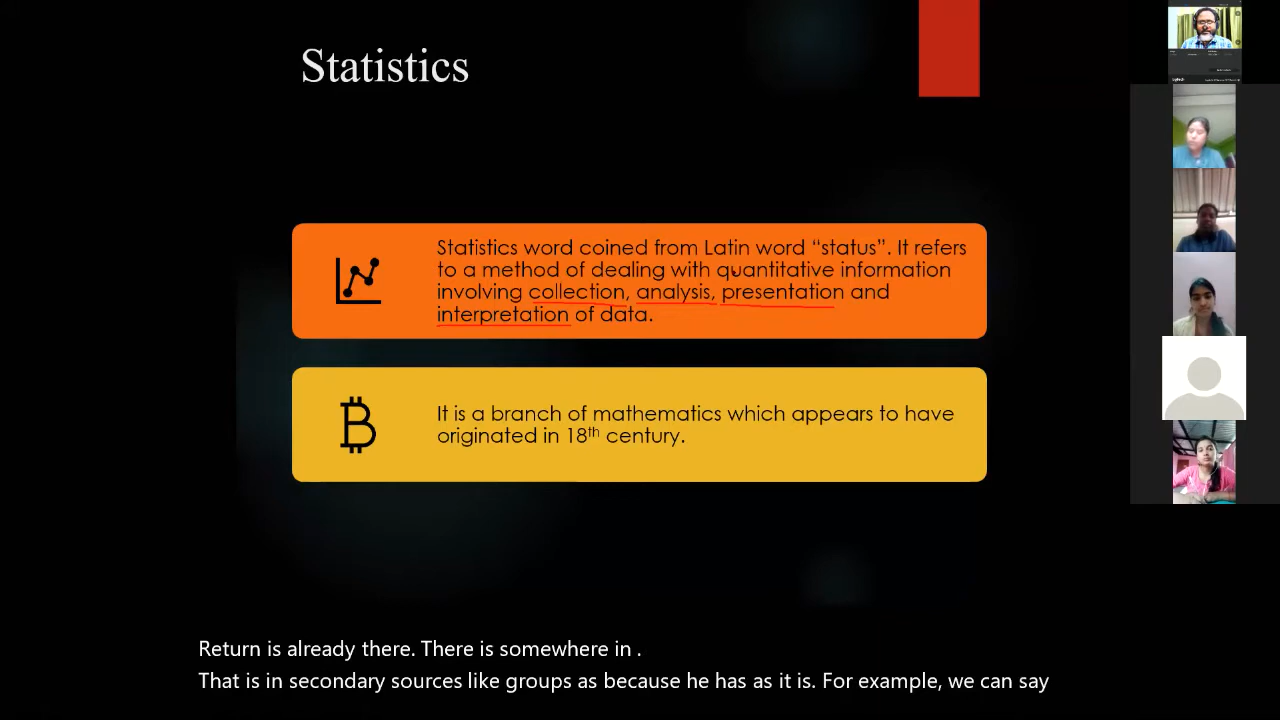 Statistics
Statistics word coined from Latin word “status”. It refers
to a method of dealing with quantitative information
involving collection, analysis, presentation and
interpretation of data.
It is a branch of mathematics which appears to have
originated in 18th century.
Return is already there. There is somewhere in .
That is in secondary sources like groups as because he has as it is. For example, we can say